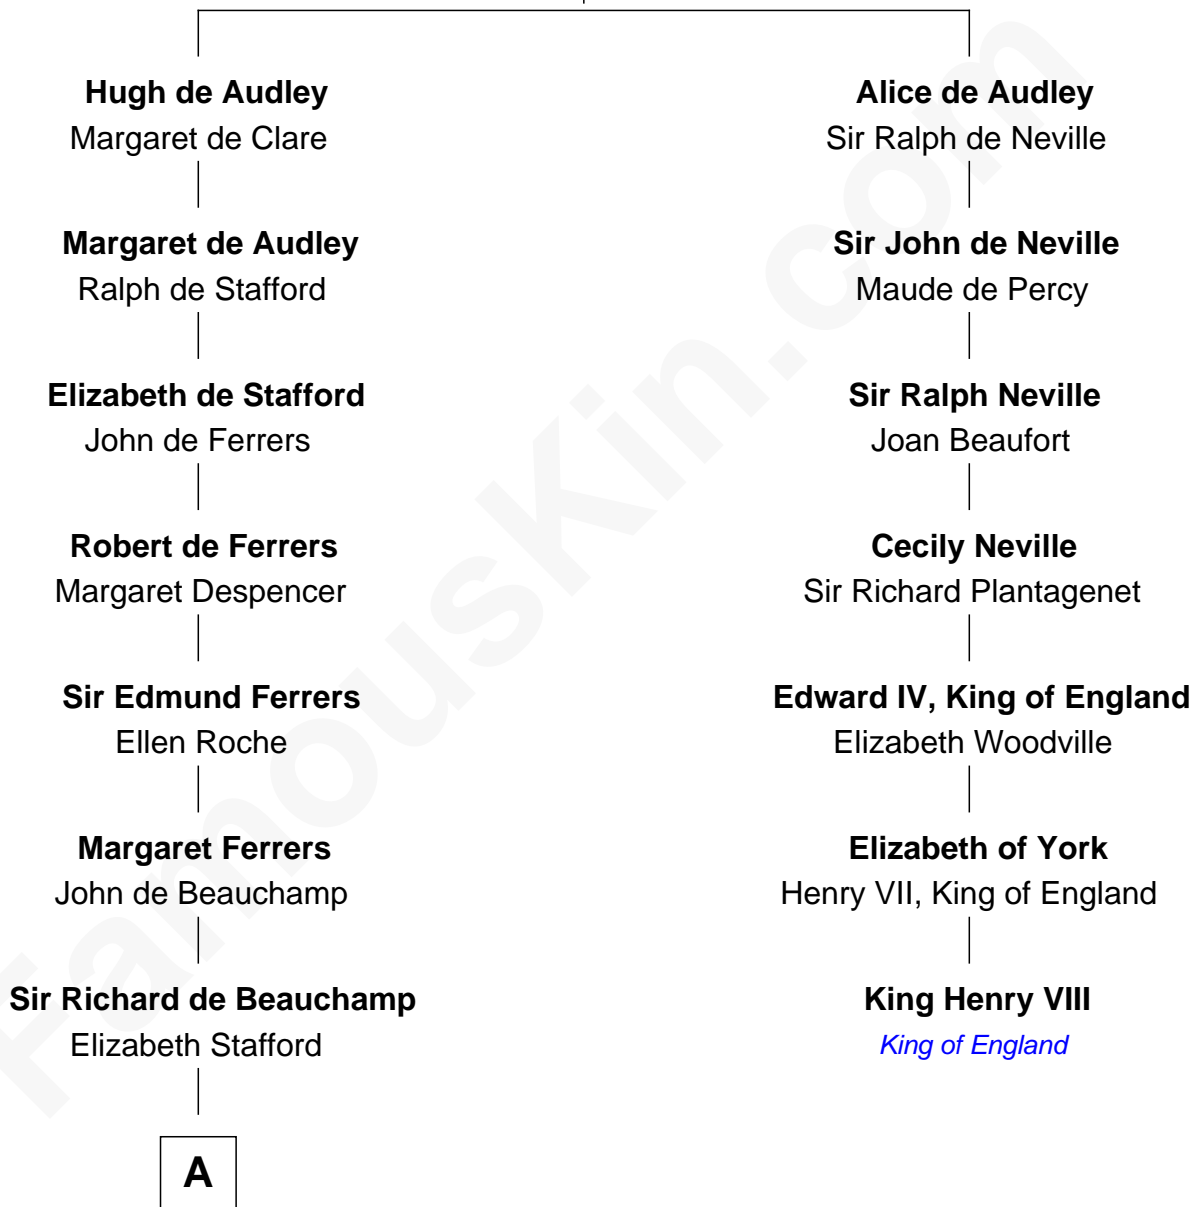 Hugh de Audley
Margaret de Clare
Margaret de Audley
Ralph de Stafford
Elizabeth de Stafford
John de Ferrers
Robert de Ferrers
Margaret Despencer
Sir Edmund Ferrers
Ellen Roche
Margaret Ferrers
John de Beauchamp
Sir Richard de Beauchamp
Elizabeth Stafford
A
Alice de Audley
Sir Ralph de Neville
Sir John de Neville
Maude de Percy
Sir Ralph Neville
Joan Beaufort
Cecily Neville
Sir Richard Plantagenet
Edward IV, King of England
Elizabeth Woodville
Elizabeth of York
Henry VII, King of England
King Henry VIII
King of England
FamousKin.com